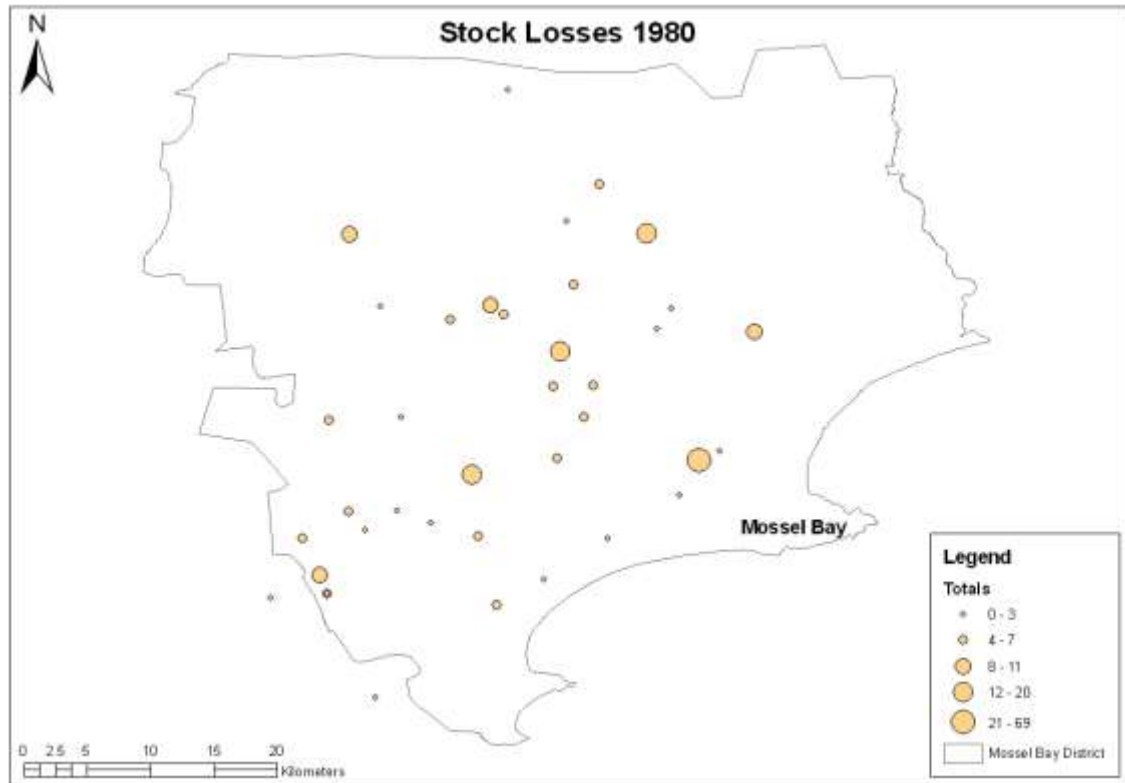 Stock Losses 1980
N
Mossel Bay
Legend
Totals
0 - 3
4 - 7
8 - 11
12 - 20
21 - 69
Mossel Bay District
0 2.5 5 10 15 20
Kilometers